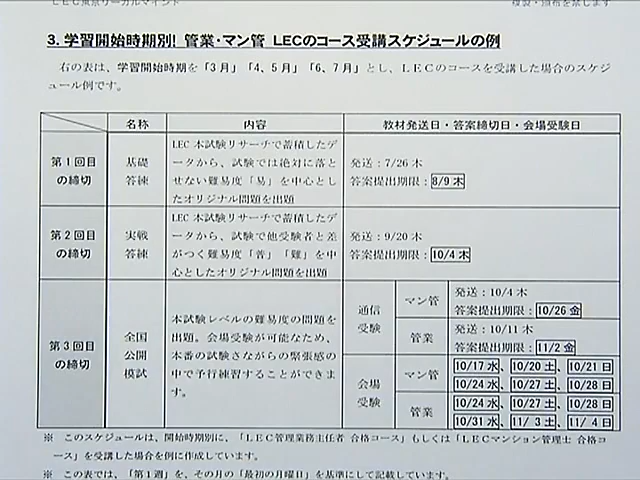 LEC東京リーガルマインド
複製・頒布を禁じます
3. 学習開始時期別! 管業・マン管 LECのコース受講スケジュールの例
右の表は、学習開始時期を「3月」「4、5月」「6、7月」とし、LECのコースを受講した場合のスケジ
ュール例です。
名称 内容 教材発送日・答案締切日・会場受験日
第1回目
の締切
基礎
答練
LEC 本試験リサーチで蓄積したデ
ータから、試験では絶対に落と
せない難易度「易」を中心とし
たオリジナル問題を出題
発送:7/26 木
答案提出期限:8/9 木
第2回目
の締切
実戦
答練
LEC 本試験リサーチで蓄積したデ
ータから、試験で他受験者と差
がつく難易度「普」「難」を中
心としたオリジナル問題を出題
発送:9/20 木
答案提出期限:10/4 木
第3回目
の締切
全国
公開
模試
本試験レベルの難易度の問題を
出題。会場受験が可能なため、
本番の試験さながらの緊張感の
中で予行練習することができま
す。
通信
受験
マン管
発送:10/4 木
答案提出期限:10/26 金
管業
発送:10/11 木
答案提出期限:11/2 金
会場
受験
マン管
10/17 水、10/20 土、10/21 日
10/24 水、10/27 土、10/28 日
管業
10/24 水、10/27 土、10/28 日
10/31 水、11/ 3 土、11/ 4 日
※ このスケジュールは、開始時期別に、「LEC管理業務主任者 合格コース」もしくは「LECマンション管理士 合格コ
ース」を受講した場合を例に作成しています。
※ この表では、「第1週」を、その月の「最初の月曜日」を基準にして記載しています。